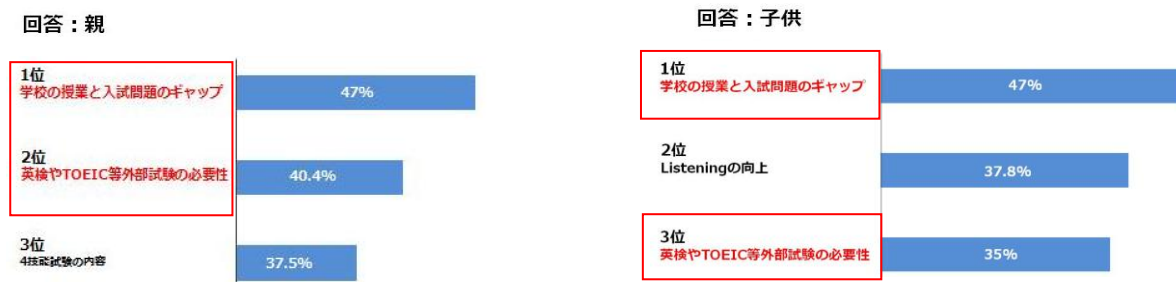 回答：親
1位
学校の授業と入試問題のギャップ
47%
2位
英検やTOEIC等外部試験の必要性
40.4%
3位
4技能試験の内容
37.5%
回答：子供
1位
学校の授業と入試問題のギャップ
47%
2位
Listeningの向上
37.8%
3位
英検やTOEIC等外部試験の必要性
35%